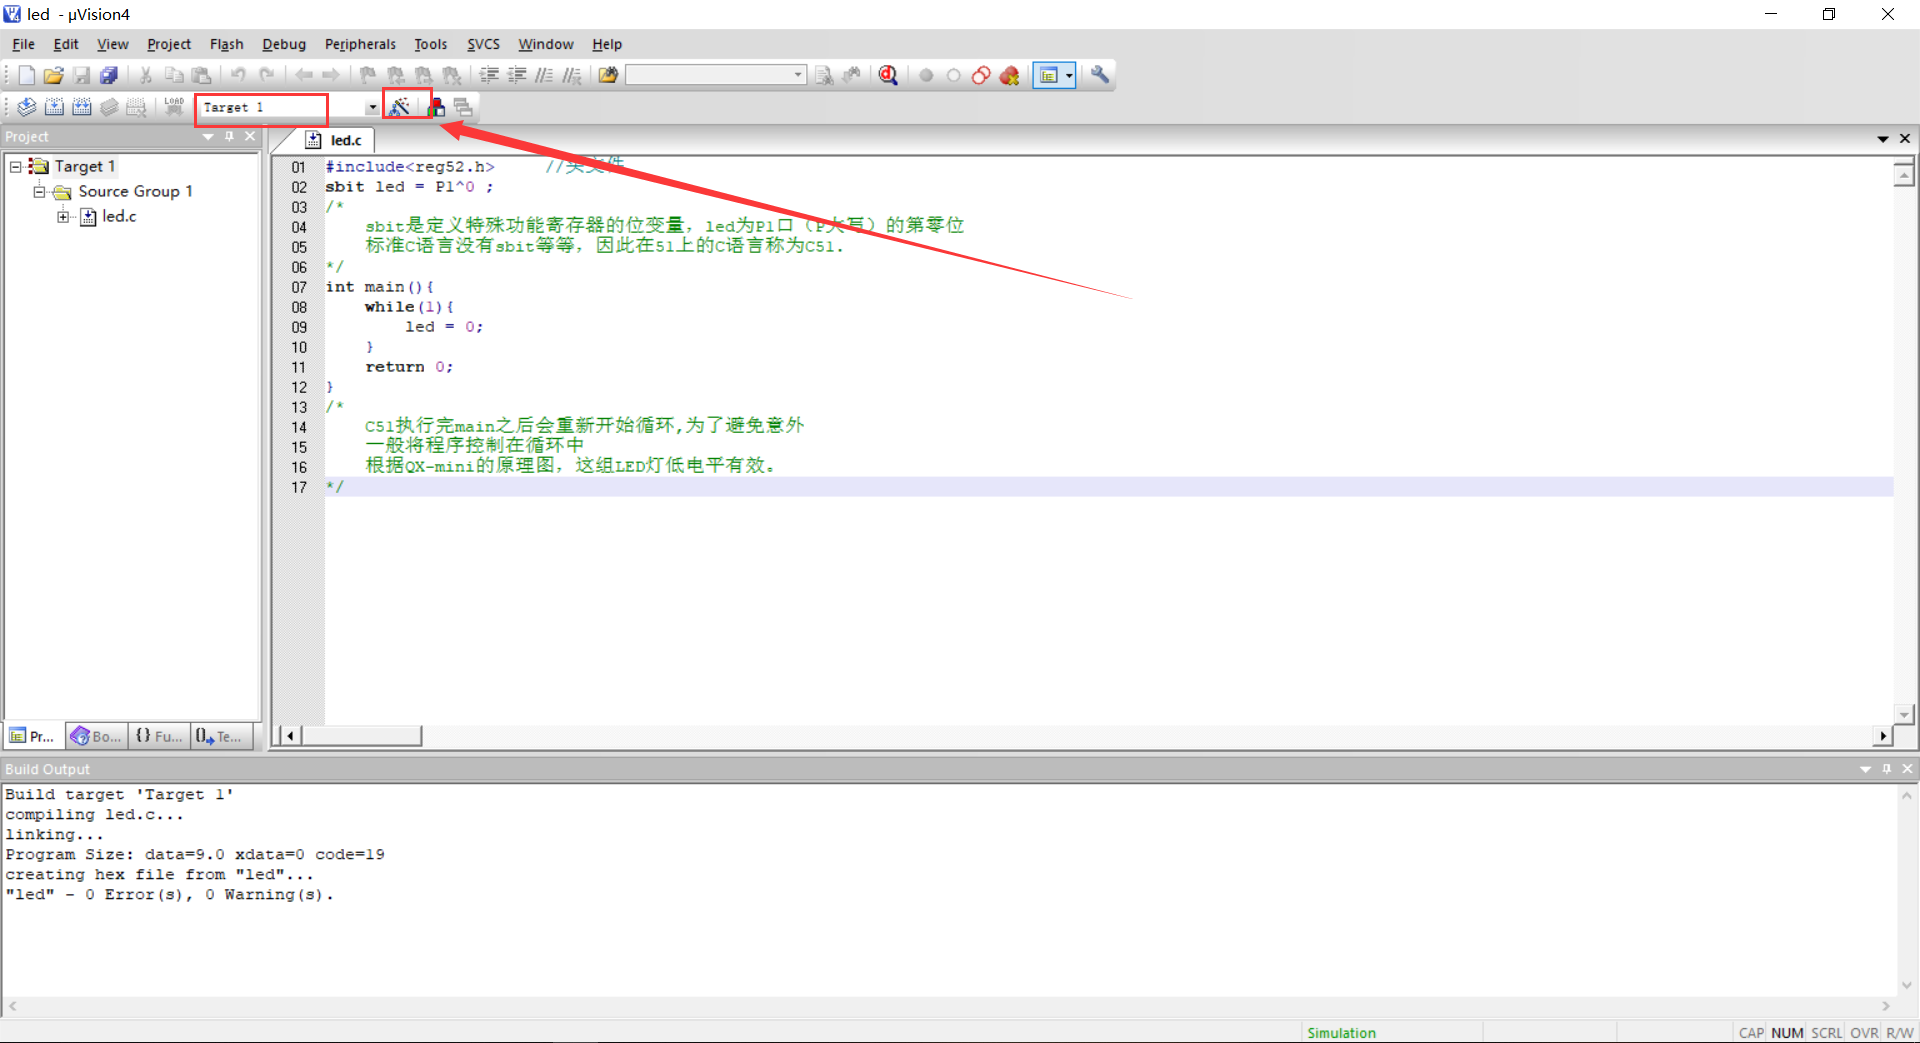 led - µVision4
File Edit View Project Flash Debug Peripherals Tools SVCS Window Help
LOAD Target 1
Project
led.c
Target 1
Source Group 1
led.c
01 #include<reg52.h> //头文件
02 sbit led = P1^0 ;
03 /*
04 sbit是定义特殊功能寄存器的位变量，led为P1口（P大写）的第零位
05 标准C语言没有sbit等等，因此在51上的C语言称为C51.
06 */
07 int main(){
08 while(1){
09 led = 0;
10 }
11 return 0;
12 }
13 /*
14 C51执行完main之后会重新开始循环,为了避免意外
15 一般将程序控制在循环中
16 根据QX-mini的原理图，这组LED灯低电平有效。
17 */
Pr... Bo... {} Fu... Te...
Build Output
Build target 'Target 1'
compiling led.c...
linking...
Program Size: data=9.0 xdata=0 code=19
creating hex file from "led"...
"led" - 0 Error(s), 0 Warning(s).
Simulation CAP NUM SCRL OVR R/W